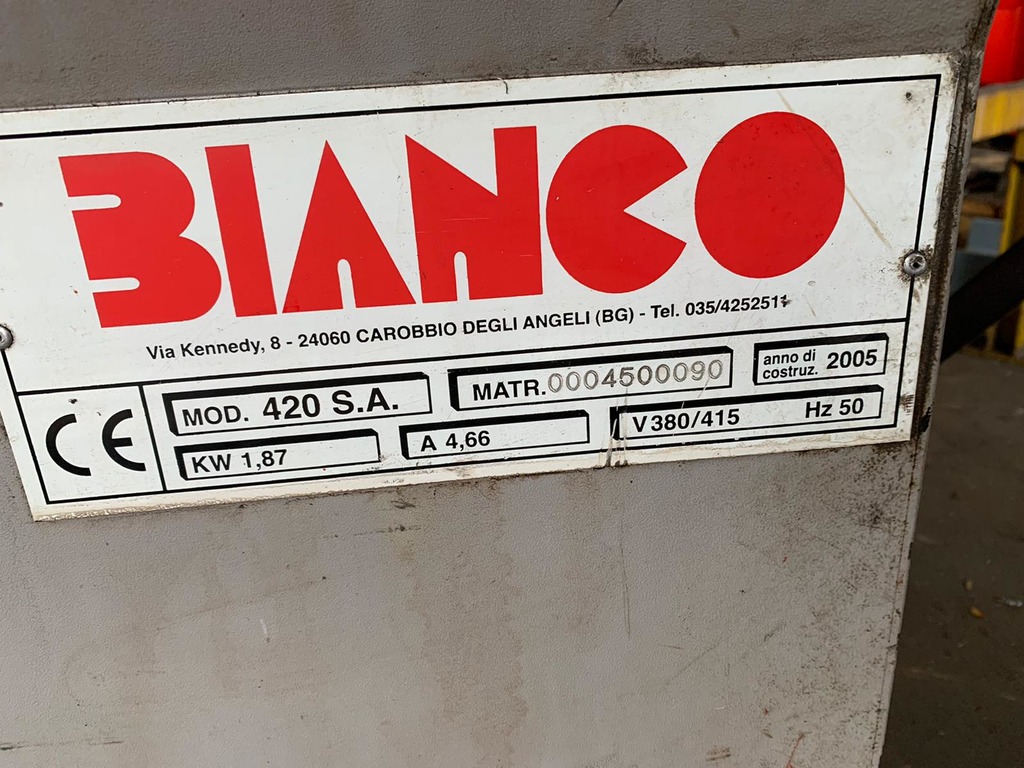 BIANCO
Via Kennedy, 8 - 24060 CAROBBIO DEGLI ANGELI (BG) - Tel. 035/4252511
CE
MOD. 420 S.A.
MATR. 0004500090
anno di costruz. 2005
KW 1,87
A 4,66
V 380/415 Hz 50